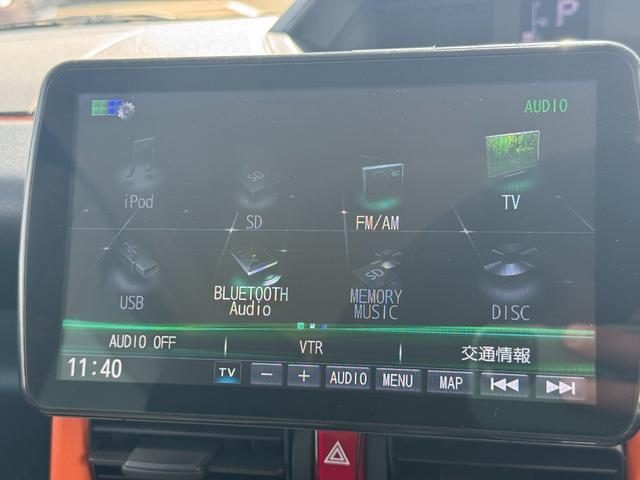 P
AUDIO
iPod
SD
FM/AM
TV
USB
BLUETOOTH
Audio
SD
MEMORY
MUSIC
DISC
AUDIO OFF
VTR
交通情報
11:40
TV
−
+
AUDIO
MENU
MAP